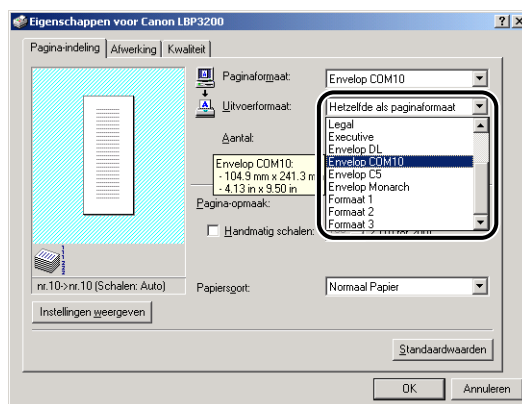 Eigenschappen voor Canon LBP3200
Pagina-indeling Afwerking Kwaliteit
Paginaformaat: Envelop COM10
Uitvoerformaat: Hetzelfde als paginaformaat
Legal
Executive
Envelop DL
Envelop COM10
Envelop C5
Envelop Monarch
Formaat 1
Formaat 2
Formaat 3
Aantal:
Envelop COM10:
- 104.9 mm x 241.3 m
- 4.13 in x 9.50 in
Pagina-opmaak:
Handmatig schalen:
nr.10->nr.10 (Schalen: Auto)
Papiersoort: Normaal Papier
Instellingen weergeven
Standaardwaarden
OK Annuleren